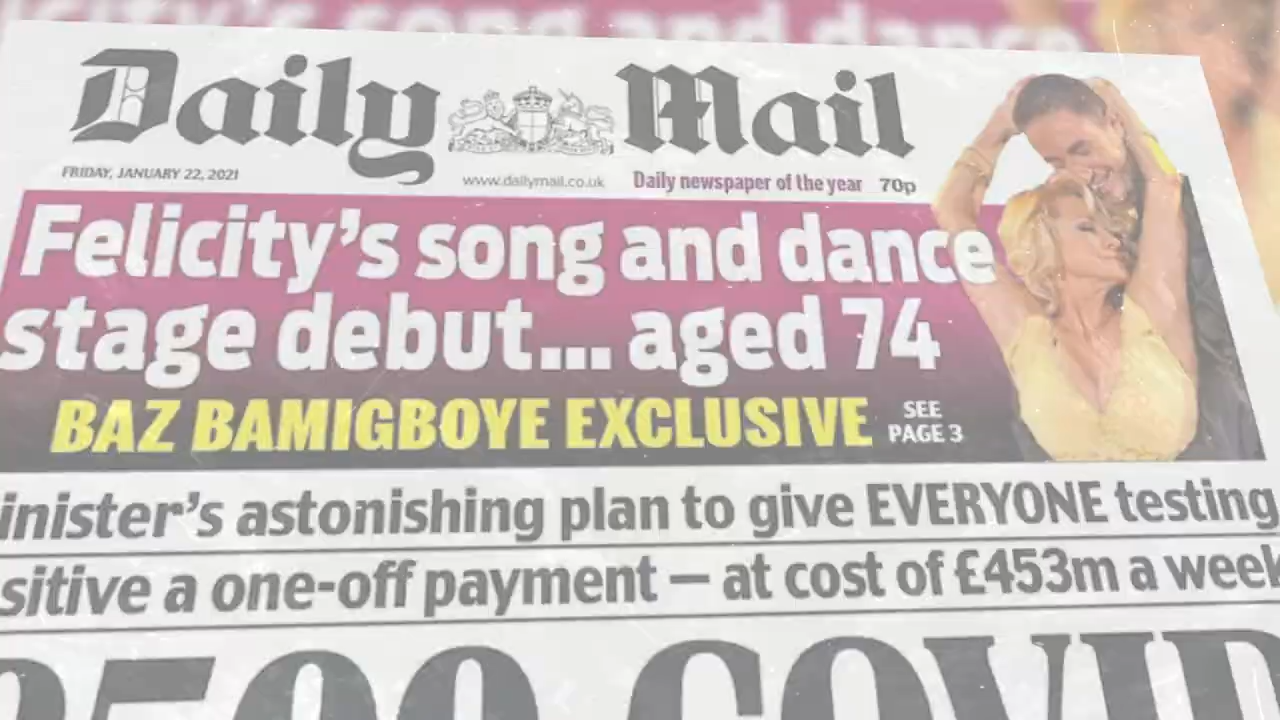 Daily Mail
FRIDAY, JANUARY 22, 2021
www.dailymail.co.uk
Daily newspaper of the year 70p
Felicity's song and dance
stage debut... aged 74
BAZ BAMIGBOYE EXCLUSIVE
SEE
PAGE 3
inister's astonishing plan to give EVERYONE testing
sitive a one-off payment – at cost of £453m a week
£500 COVID